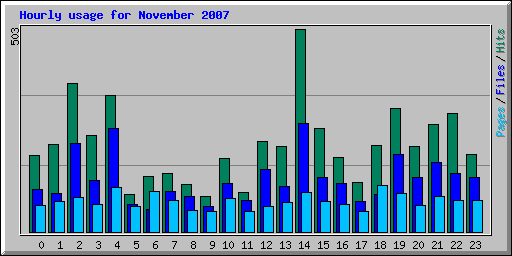 Hourly usage for November 2007
503
Pages / Files / Hits
0 1 2 3 4 5 6 7 8 9 10 11 12 13 14 15 16 17 18 19 20 21 22 23